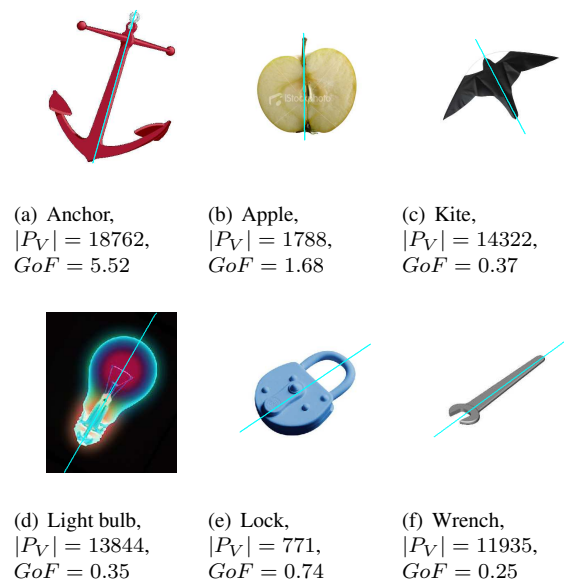 iStockphoto
(a) Anchor,
|P_V| = 18762,
GoF = 5.52
(b) Apple,
|P_V| = 1788,
GoF = 1.68
(c) Kite,
|P_V| = 14322,
GoF = 0.37
(d) Light bulb,
|P_V| = 13844,
GoF = 0.35
(e) Lock,
|P_V| = 771,
GoF = 0.74
(f) Wrench,
|P_V| = 11935,
GoF = 0.25